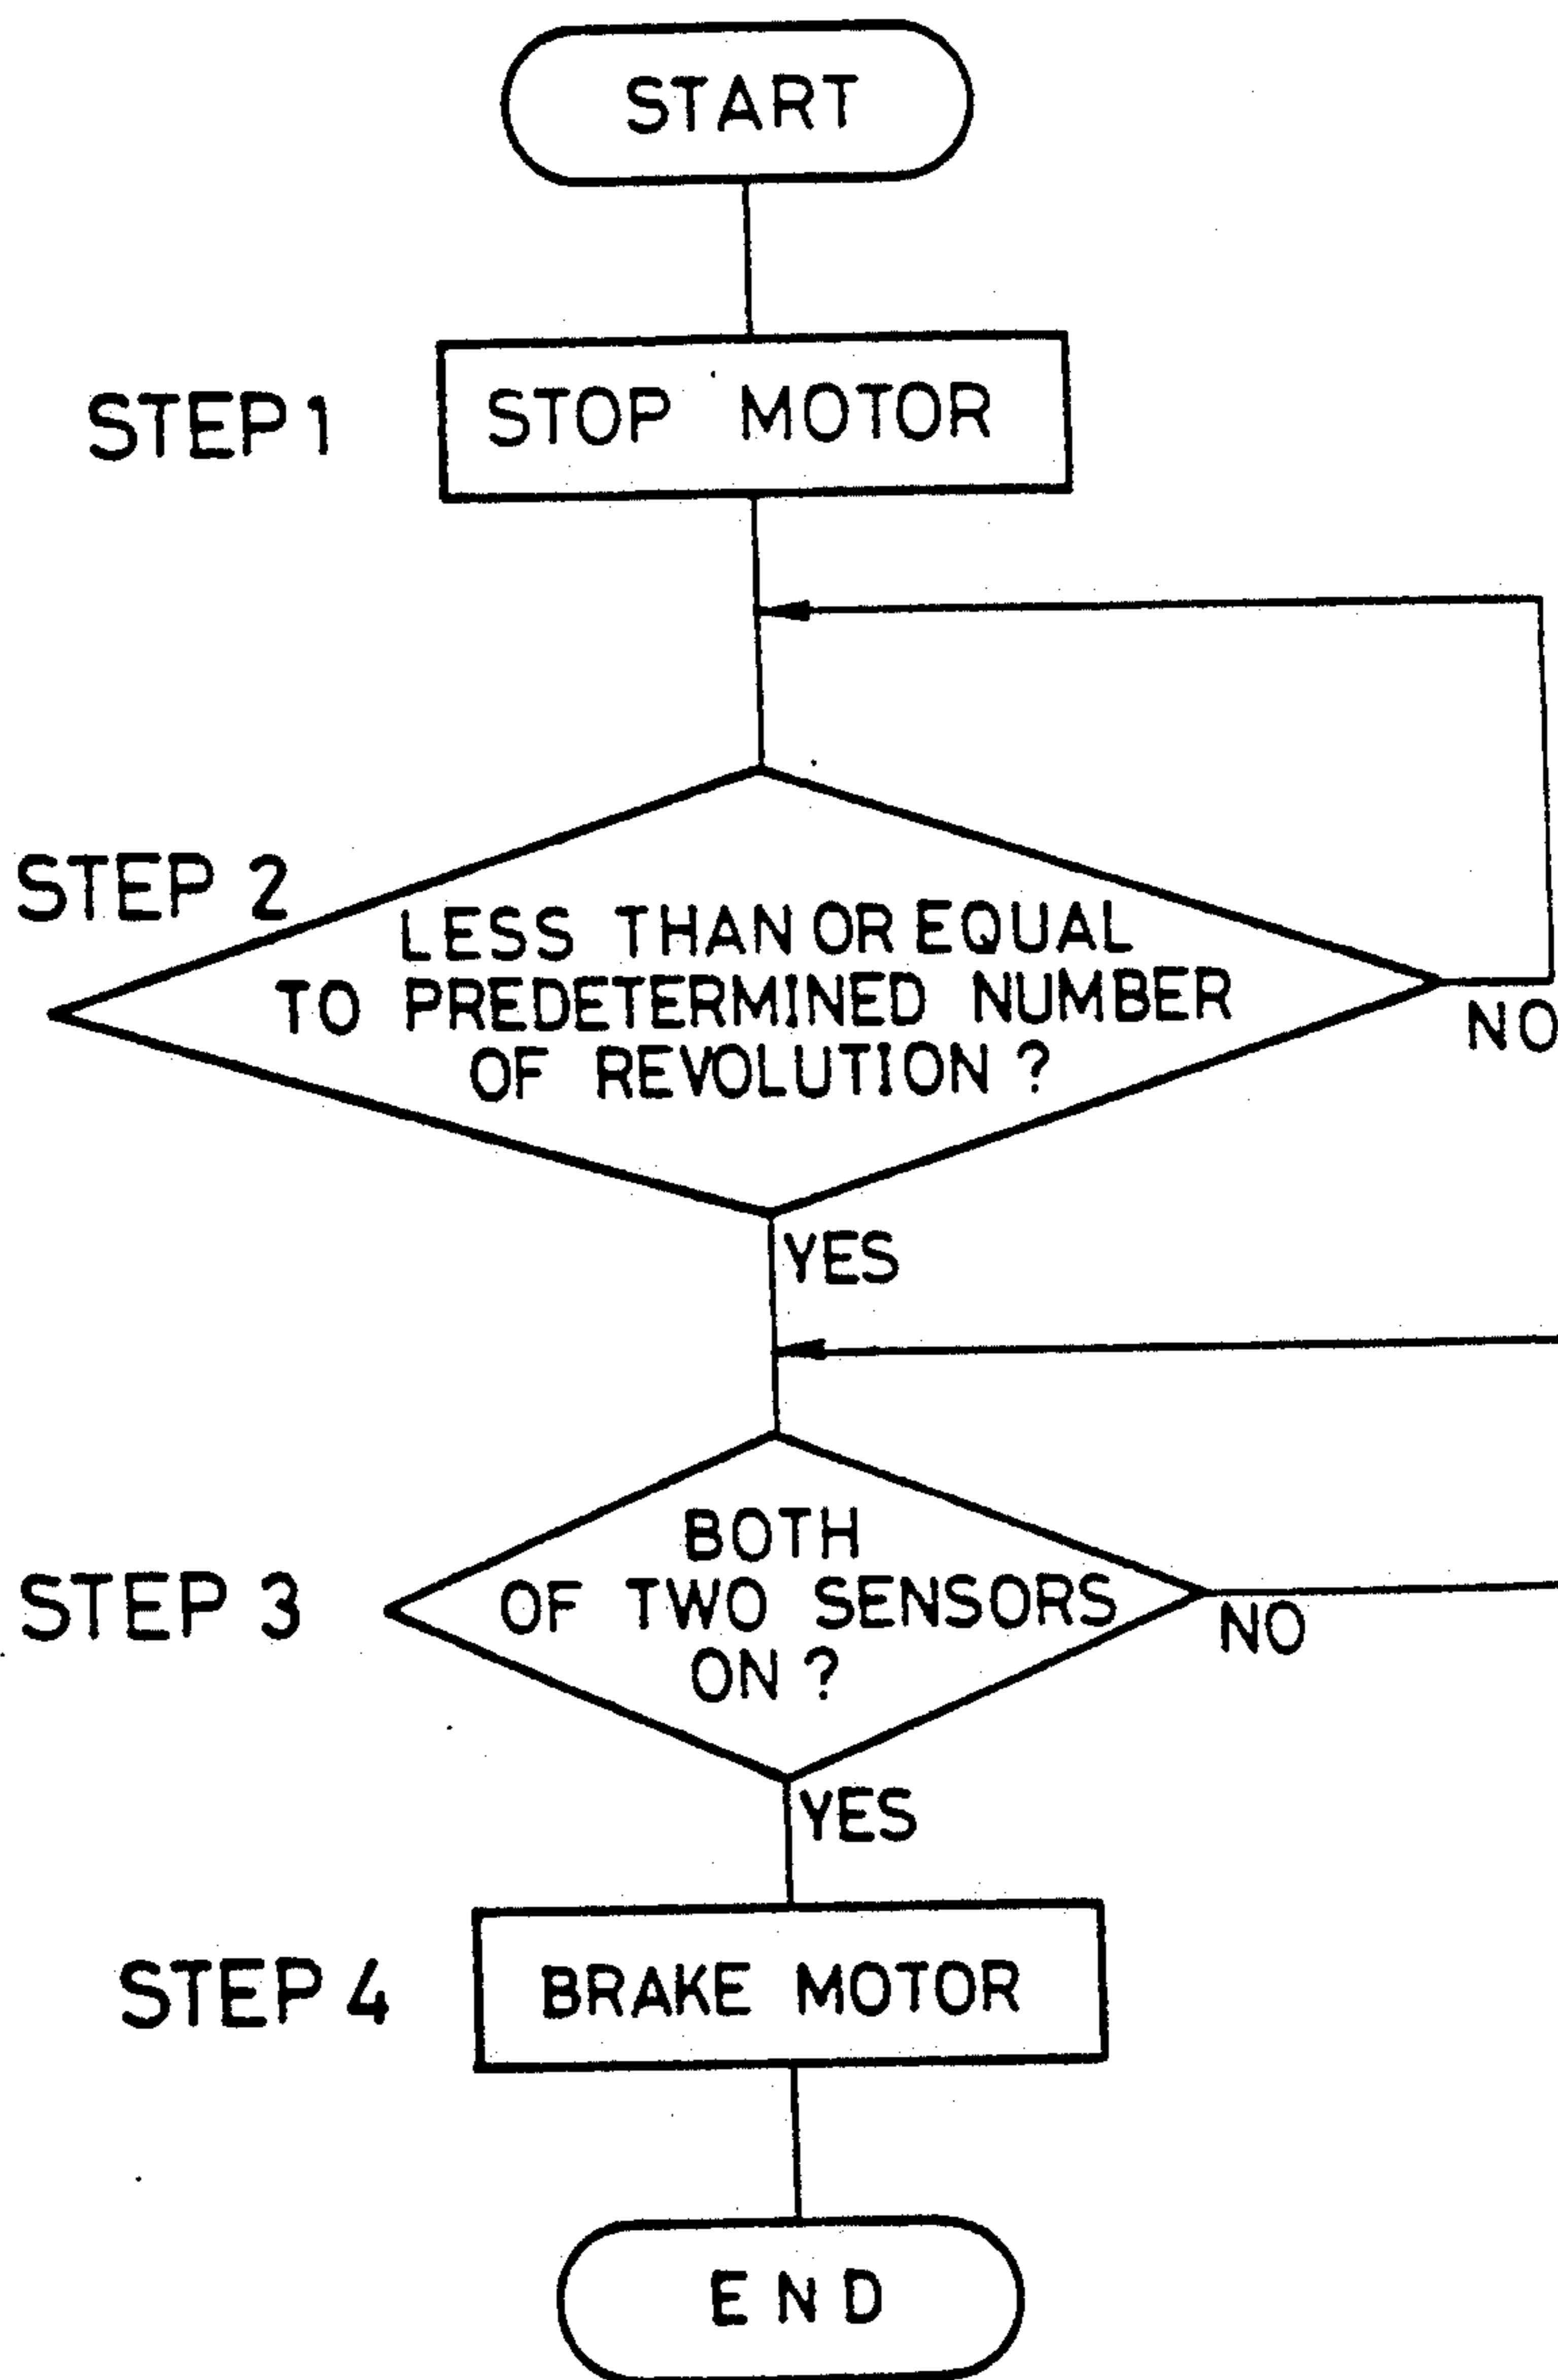 START
STEP 1
STOP MOTOR
STEP 2
LESS THAN OR EQUAL
TO PREDETERMINED NUMBER
OF REVOLUTION ?
NO
YES
STEP 3
BOTH
OF TWO SENSORS
ON ?
NO
YES
STEP 4
BRAKE MOTOR
END